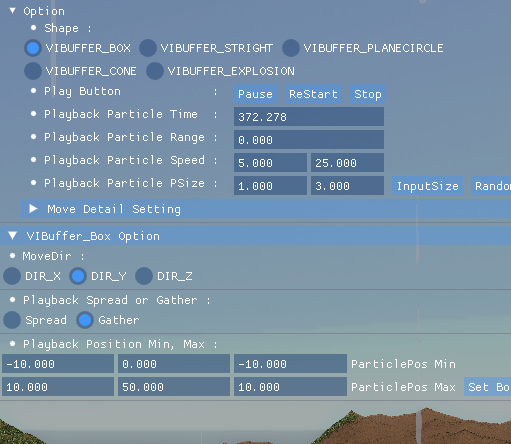 Option
Shape :
VIBUFFER_BOX VIBUFFER_STRIGHT VIBUFFER_PLANECIRCLE
VIBUFFER_CONE VIBUFFER_EXPLOSION
Play Button : Pause ReStart Stop
Playback Particle Time : 372.278
Playback Particle Range : 0.000
Playback Particle Speed : 5.000 25.000
Playback Particle PSize : 1.000 3.000 InputSize Rando
Move Detail Setting
VIBuffer_Box Option
MoveDir :
DIR_X DIR_Y DIR_Z
Playback Spread or Gather :
Spread Gather
Playback Position Min, Max :
-10.000 0.000 -10.000 ParticlePos Min
10.000 50.000 10.000 ParticlePos Max Set Bo